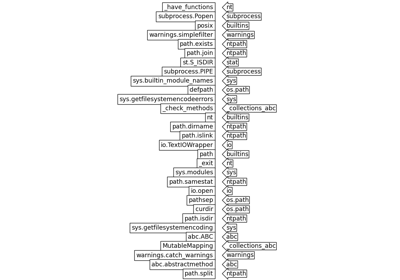 _have_functions nt
subprocess.Popen subprocess
posix builtins
warnings.simplefilter warnings
path.exists ntpath
path.join ntpath
st.S_ISDIR stat
subprocess.PIPE subprocess
sys.builtin_module_names sys
defpath os.path
sys.getfilesystemencodeerrors sys
_check_methods _collections_abc
nt builtins
path.dirname ntpath
path.islink ntpath
io.TextIOWrapper io
path builtins
_exit nt
sys.modules sys
path.samestat ntpath
io.open io
pathsep os.path
curdir os.path
path.isdir ntpath
sys.getfilesystemencoding sys
abc.ABC abc
MutableMapping _collections_abc
warnings.catch_warnings warnings
abc.abstractmethod abc
path.split ntpath